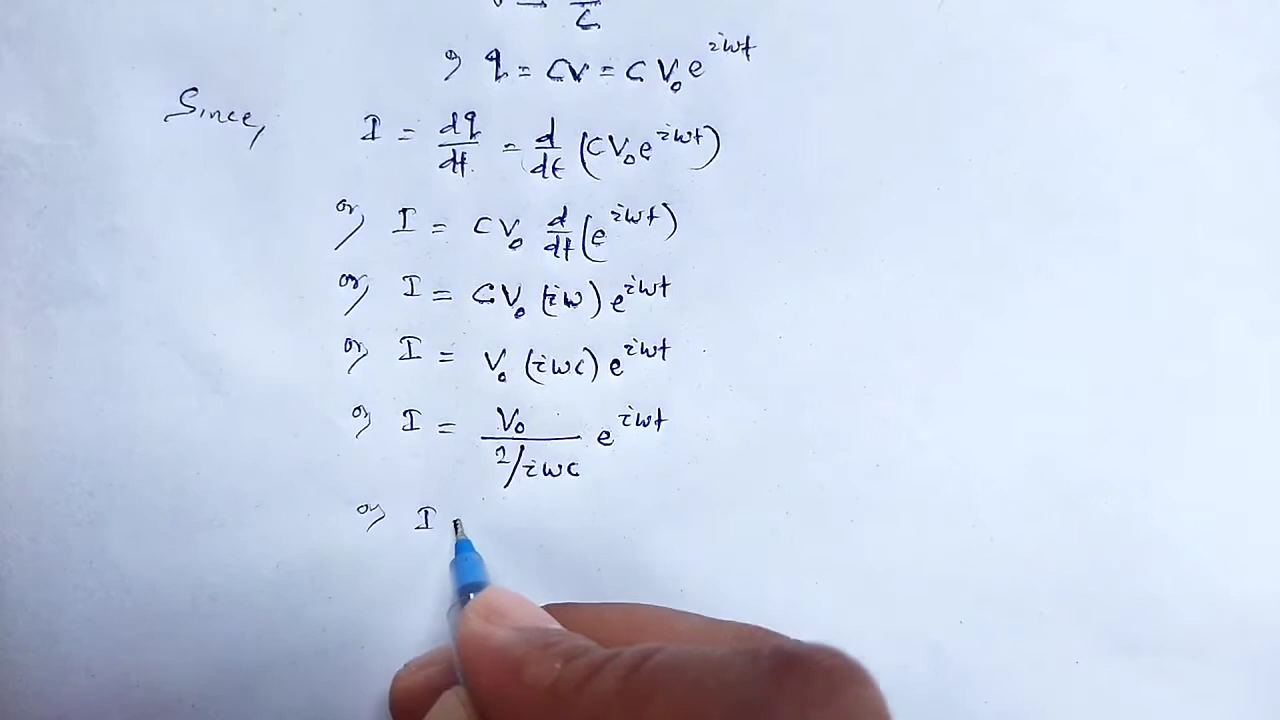 V = /C
or, q = CV = C V₀ e^{iωt}
Since, I = dq/dt = d/dt (CV₀e^{iωt})
or, I = CV₀ d/dt (e^{iωt})
or, I = CV₀ (iω) e^{iωt}
or, I = V₀ (iωc) e^{iωt}
or, I = V₀ / (1/iωc) e^{iωt}
or, I